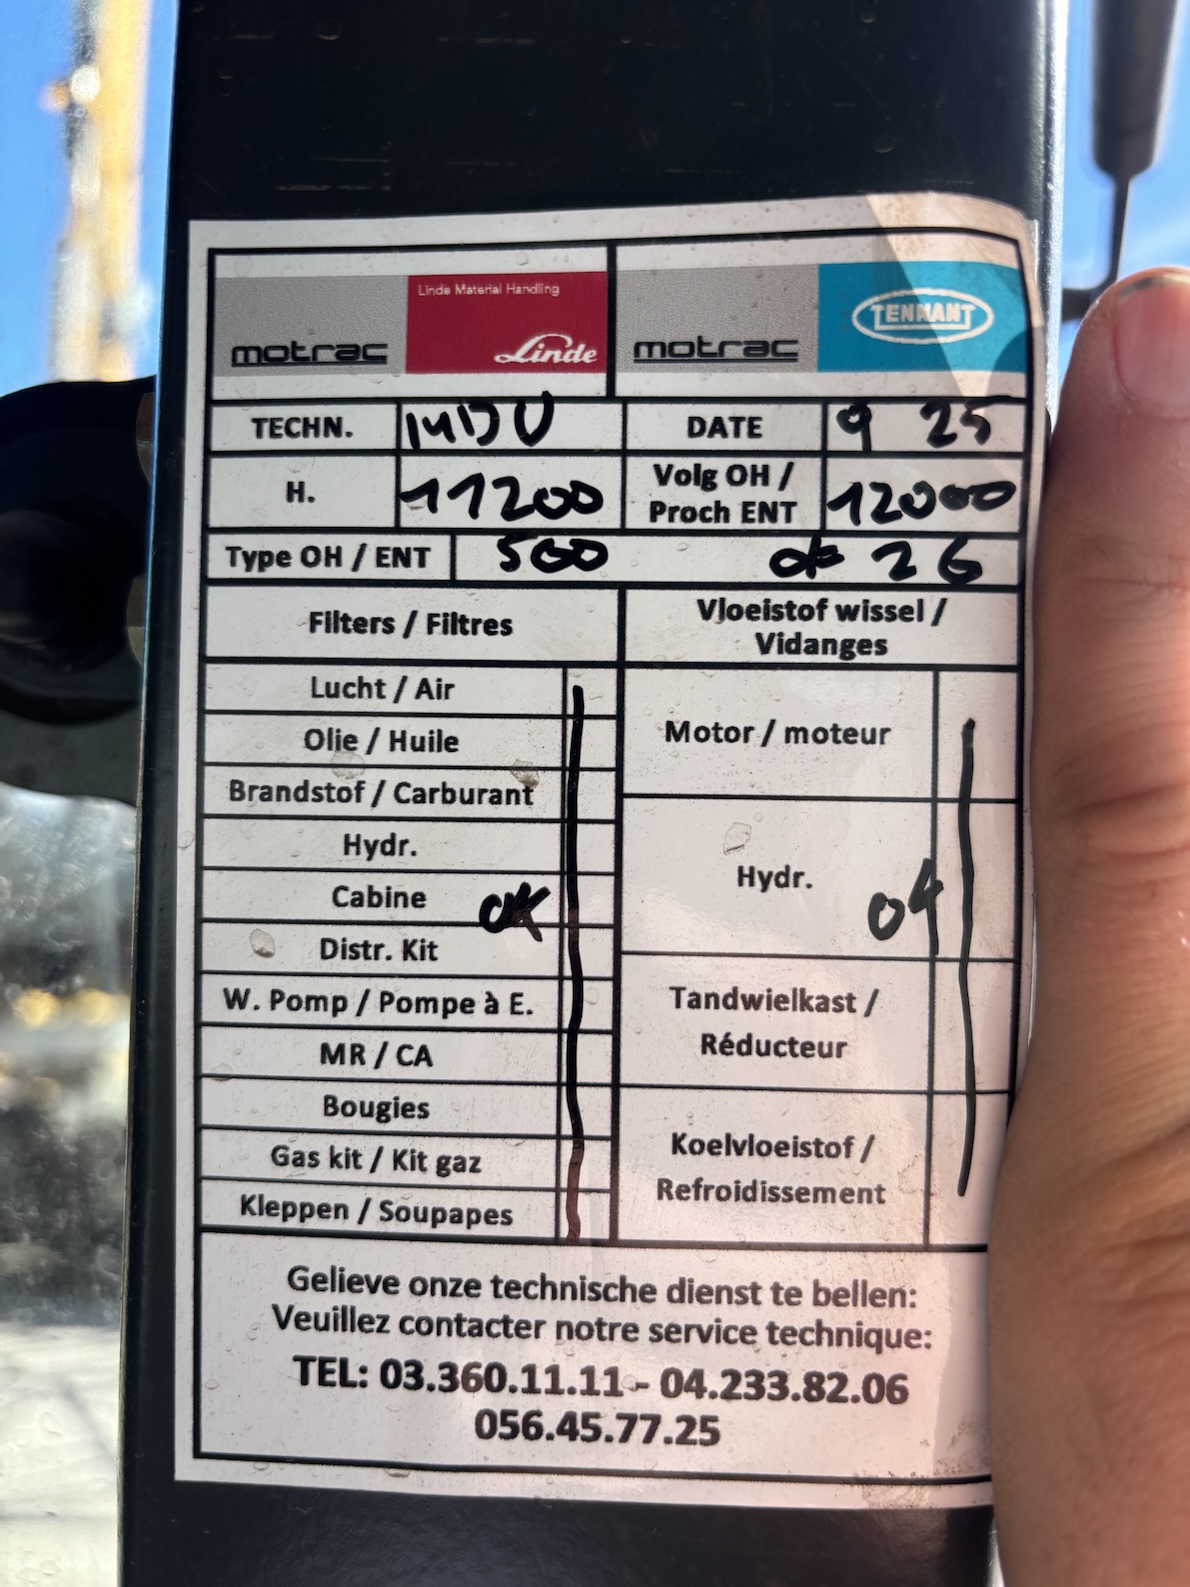 Linde Material Handling
motrac Linde motrac TENNANT
TECHN. DATE 9 25
H. 11200 Volg OH / Proch ENT 12000
Type OH / ENT 500 26
Filters / Filtres
Vloeistof wissel / Vidanges
Lucht / Air
Olie / Huile
Brandstof / Carburant
Hydr.
Cabine OK
Distr. Kit
W. Pomp / Pompe à E.
MR / CA
Bougies
Gas kit / Kit gaz
Kleppen / Soupapes
Motor / moteur
Hydr.
Tandwielkast /
Réducteur
Koelvloeistof /
Refroidissement
Gelieve onze technische dienst te bellen:
Veuillez contacter notre service technique:
TEL: 03.360.11.11 - 04.233.82.06
056.45.77.25